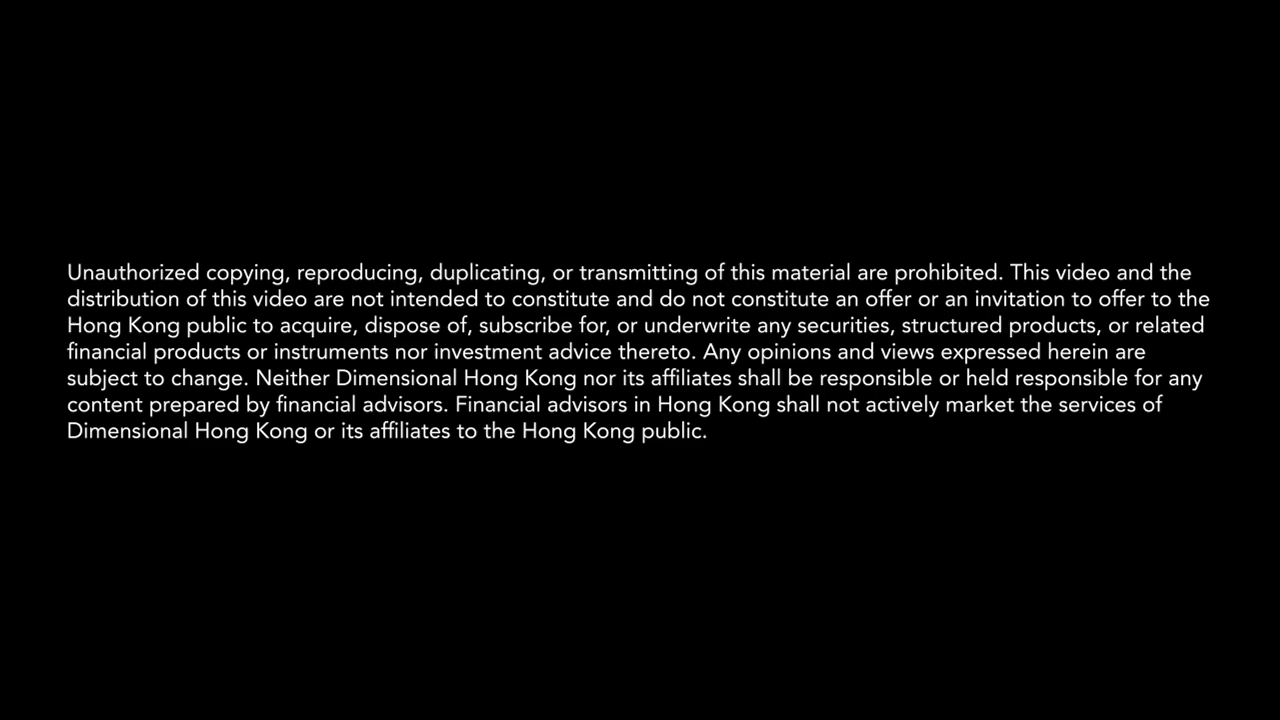 Unauthorized copying, reproducing, duplicating, or transmitting of this material are prohibited. This video and the
distribution of this video are not intended to constitute and do not constitute an offer or an invitation to offer to the
Hong Kong public to acquire, dispose of, subscribe for, or underwrite any securities, structured products, or related
financial products or instruments nor investment advice thereto. Any opinions and views expressed herein are
subject to change. Neither Dimensional Hong Kong nor its affiliates shall be responsible or held responsible for any
content prepared by financial advisors. Financial advisors in Hong Kong shall not actively market the services of
Dimensional Hong Kong or its affiliates to the Hong Kong public.